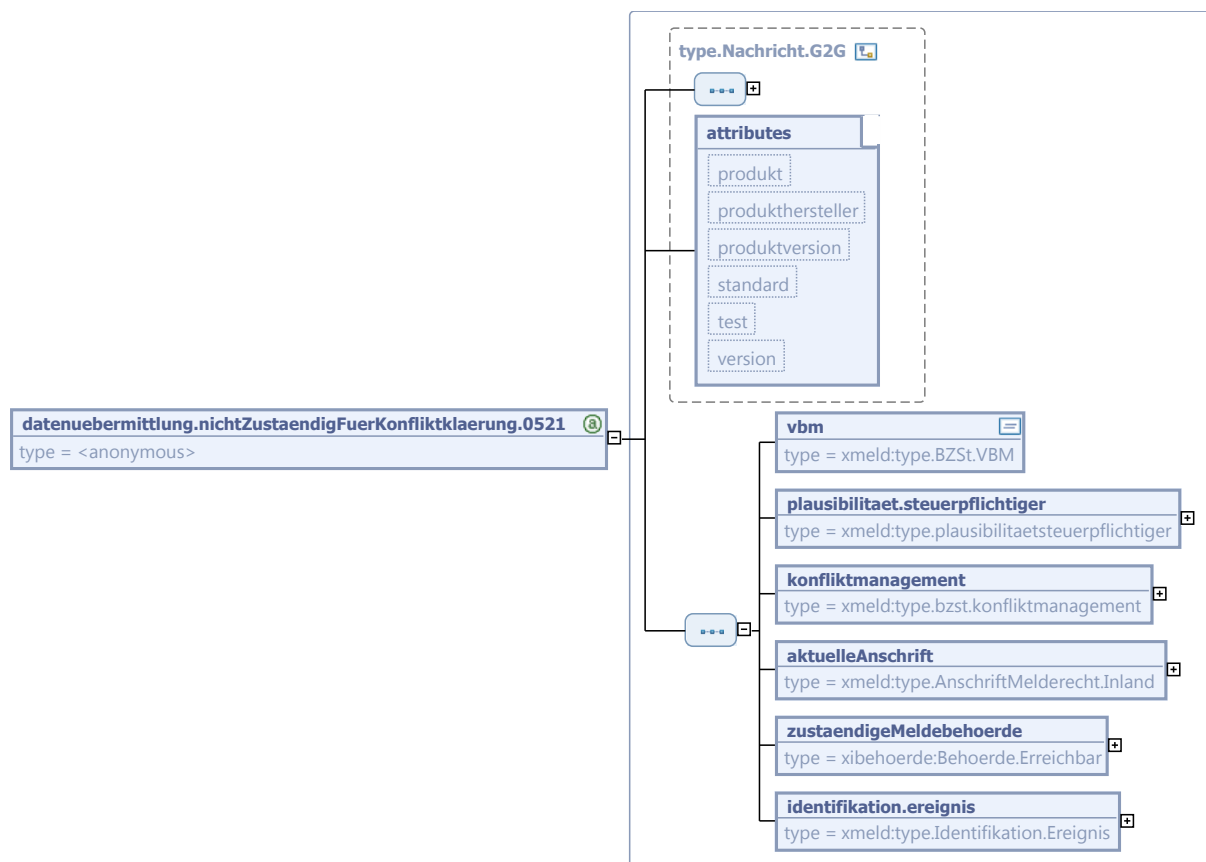 type.Nachricht.G2G
attributes
produkt
produkthersteller
produktversion
standard
test
version
datenuebermittlung.nichtZustaendigFuerKonfliktklaerung.0521
type = <anonymous>
vbm
type = xmeld:type.BZSt.VBM
plausibilitaet.steuerpflichtiger
type = xmeld:type.plausibilitaetsteuerpflichtiger
konfliktmanagement
type = xmeld:type.bzst.konfliktmanagement
aktuelleAnschrift
type = xmeld:type.AnschriftMelderecht.Inland
zustaendigeMeldebehoerde
type = xibehoerde:Behoerde.Erreichbar
identifikation.ereignis
type = xmeld:type.Identifikation.Ereignis